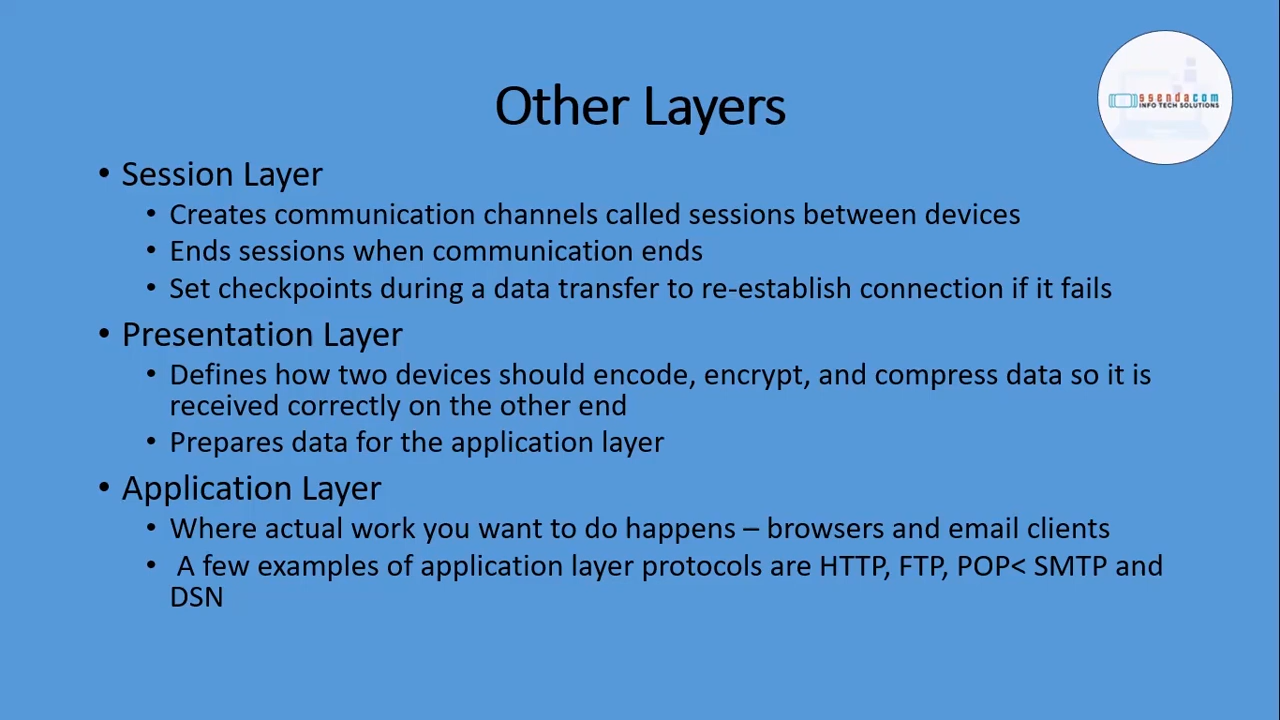 Other Layers
ssendacom
INFO TECH SOLUTIONS
• Session Layer
• Creates communication channels called sessions between devices
• Ends sessions when communication ends
• Set checkpoints during a data transfer to re-establish connection if it fails
• Presentation Layer
• Defines how two devices should encode, encrypt, and compress data so it is
received correctly on the other end
• Prepares data for the application layer
• Application Layer
• Where actual work you want to do happens – browsers and email clients
• A few examples of application layer protocols are HTTP, FTP, POP< SMTP and
DSN